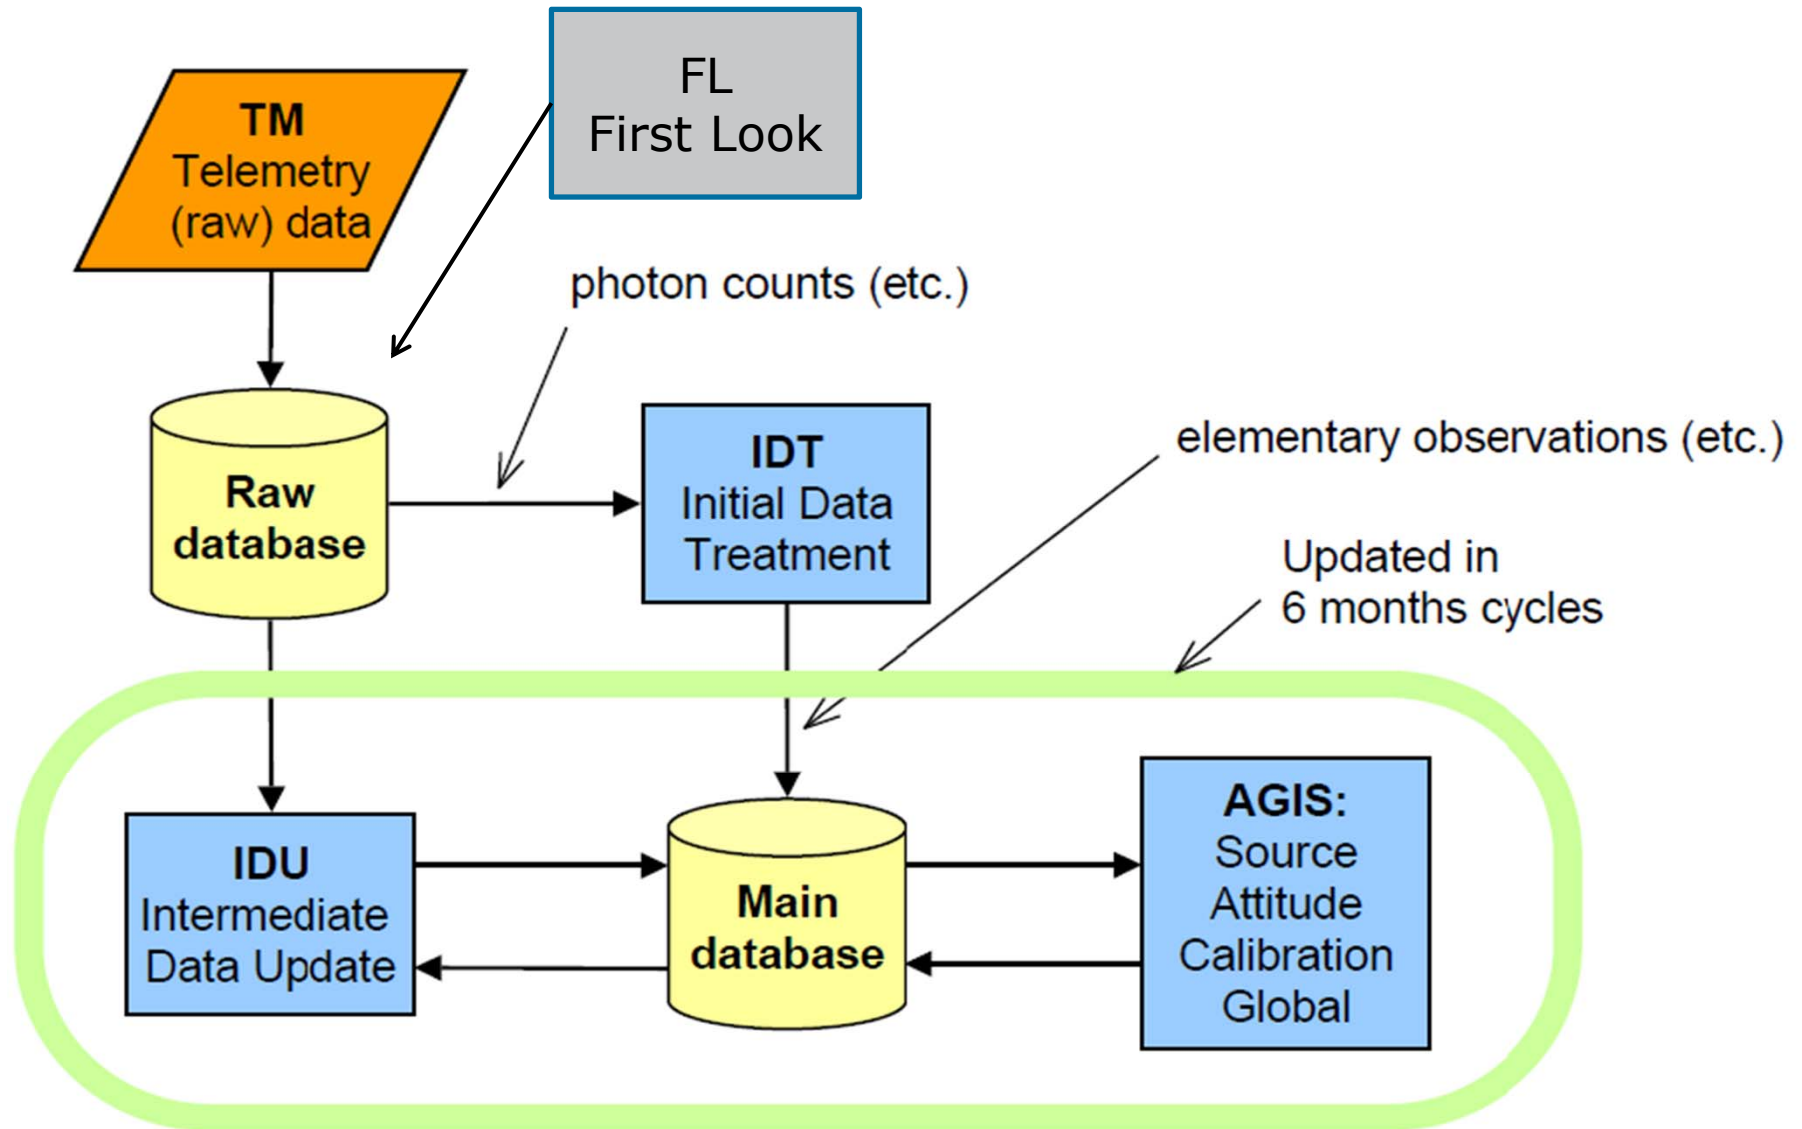 FL
First Look
TM
Telemetry
(raw) data
photon counts (etc.)
Raw
database
IDT
Initial Data
Treatment
elementary observations (etc.)
Updated in
6 months cycles
IDU
Intermediate
Data Update
Main
database
AGIS:
Source
Attitude
Calibration
Global